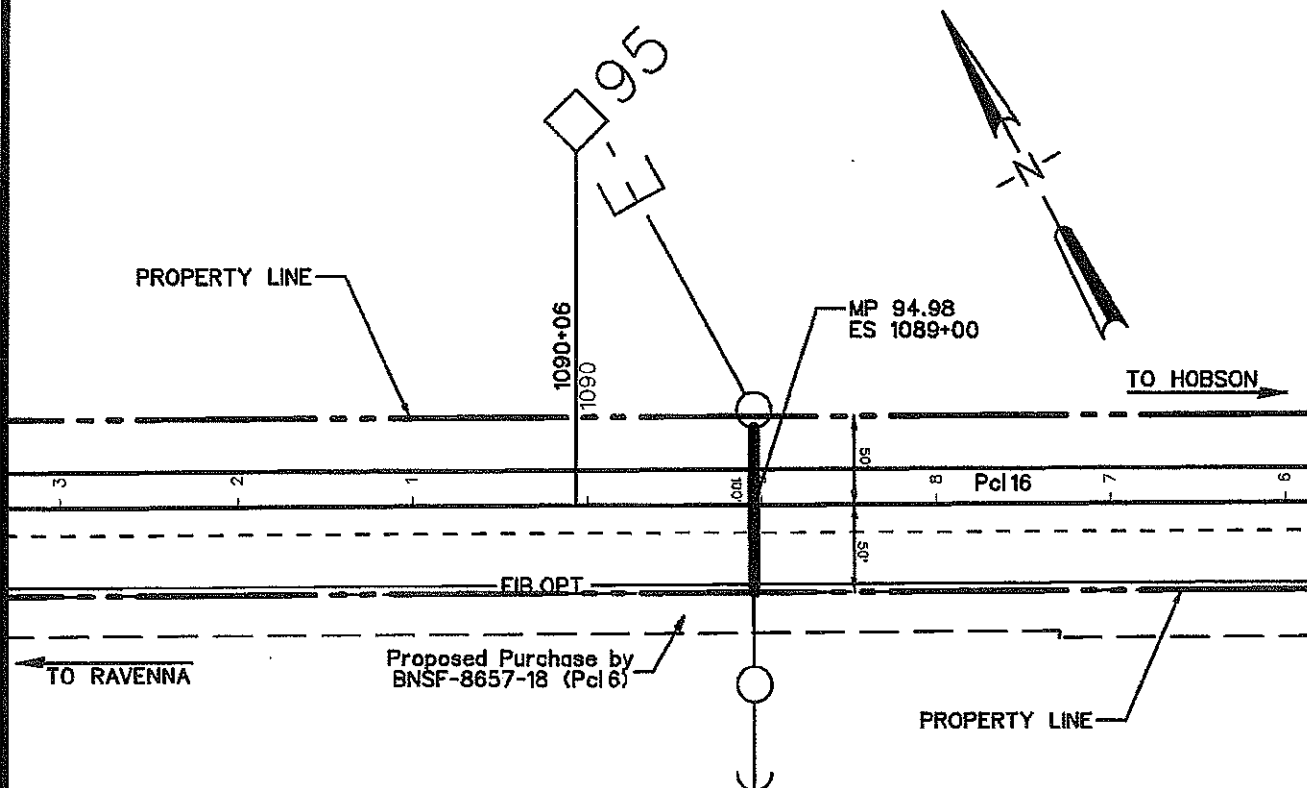 E-95
N
PROPERTY LINE
1090+06
1090
MP 94.98
ES 1089+00
TO HOBSON
50'
3
2
1
100'
9
8
Pcl 16
7
6
50'
FIB OPT
TO RAVENNA
Proposed Purchase by
BNSF-8657-18 (Pcl 6)
PROPERTY LINE